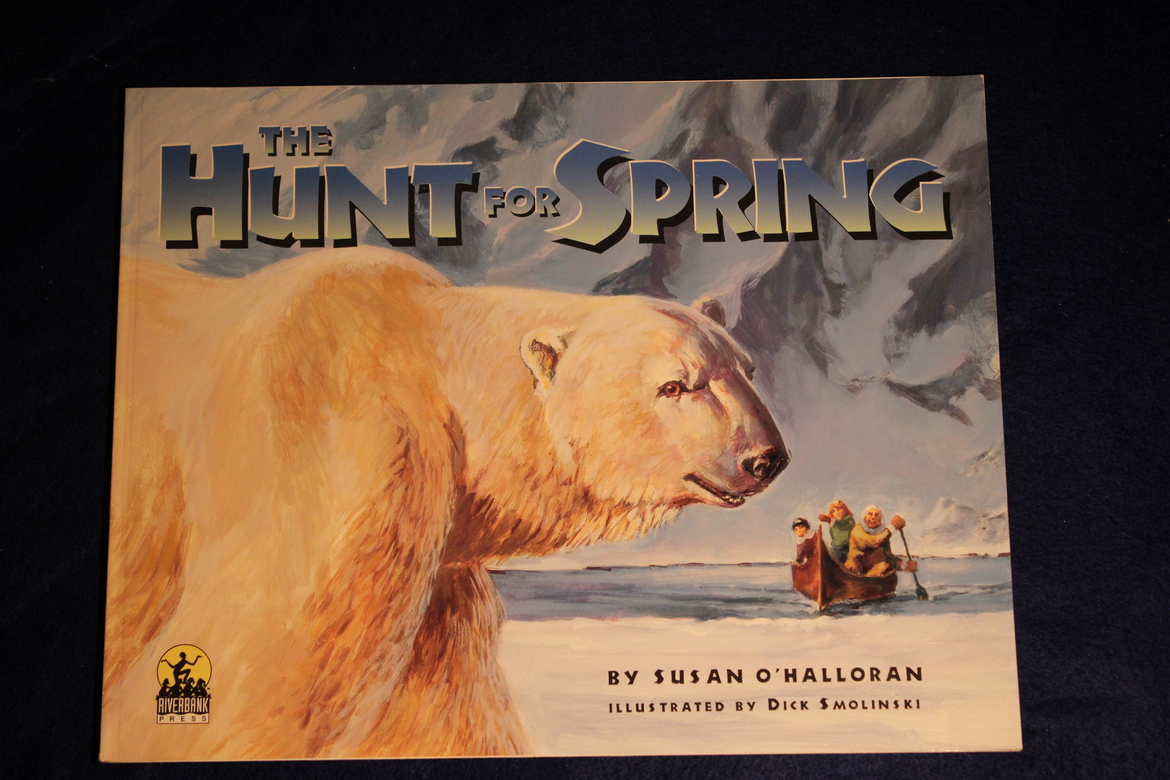 THE
HUNT FOR SPRING
BY SUSAN O'HALLORAN
ILLUSTRATED BY DICK SMOLINSKI
RIVERBANK
PRESS